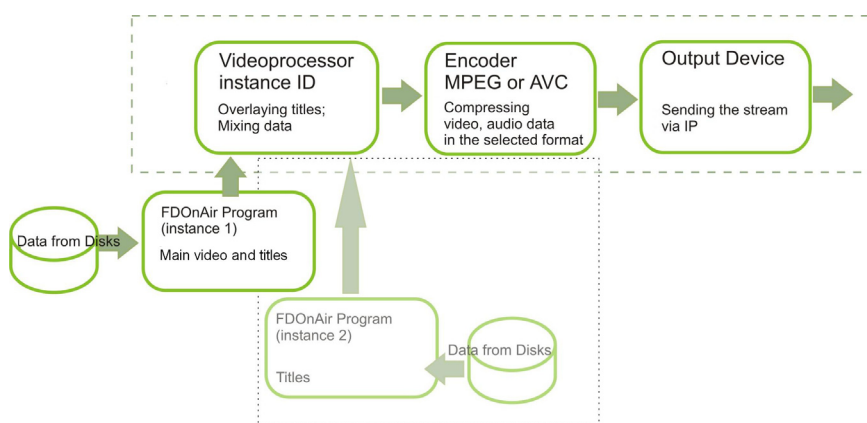 Videoprocessor
instance ID
Overlaying titles;
Mixing data
Encoder
MPEG or AVC
Compressing
video, audio data
in the selected format
Output Device
Sending the stream
via IP
Data from Disks
FDOnAir Program
(instance 1)
Main video and titles
FDOnAir Program
(instance 2)
Titles
Data from Disks